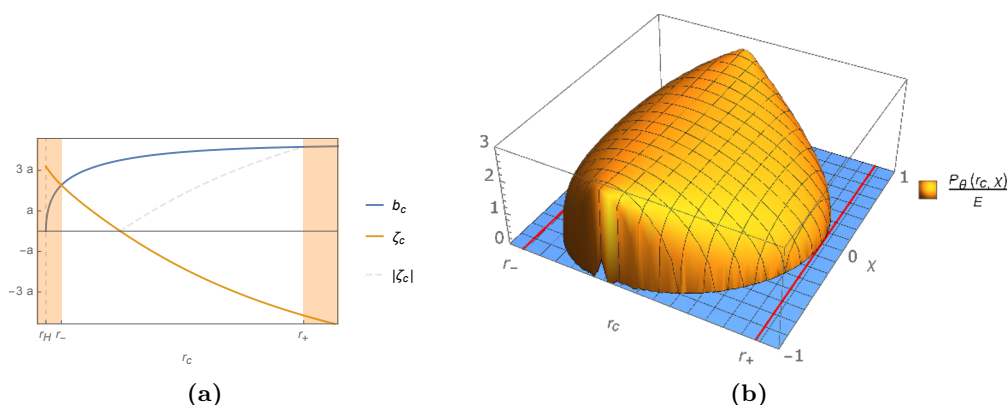 3 a
a
−a
−3 a
r_H r_−
r_+
r_c
b_c
ζ_c
|ζ_c|
(a)
3
2
1
0
r_−
r_c
r_+
−1
0
χ
1
P_θ(r_c, χ)
E
(b)